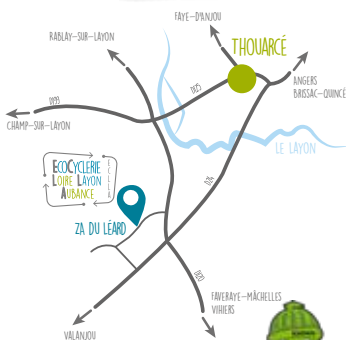 FAYE-D'ANJOU
RABLAY-SUR-LAYON
THOUARCÉ
ANGERS
BRISSAC-QUINCÉ
D125
D199
CHAMP-SUR-LAYON
LE LAYON
ECOCYCLERIE
LOIRE LAYON
AUBANCE
D24
ZA DU LÉARD
D120
FAVERAYE-MÂCHELLES
VIHIERS
VALANJOU